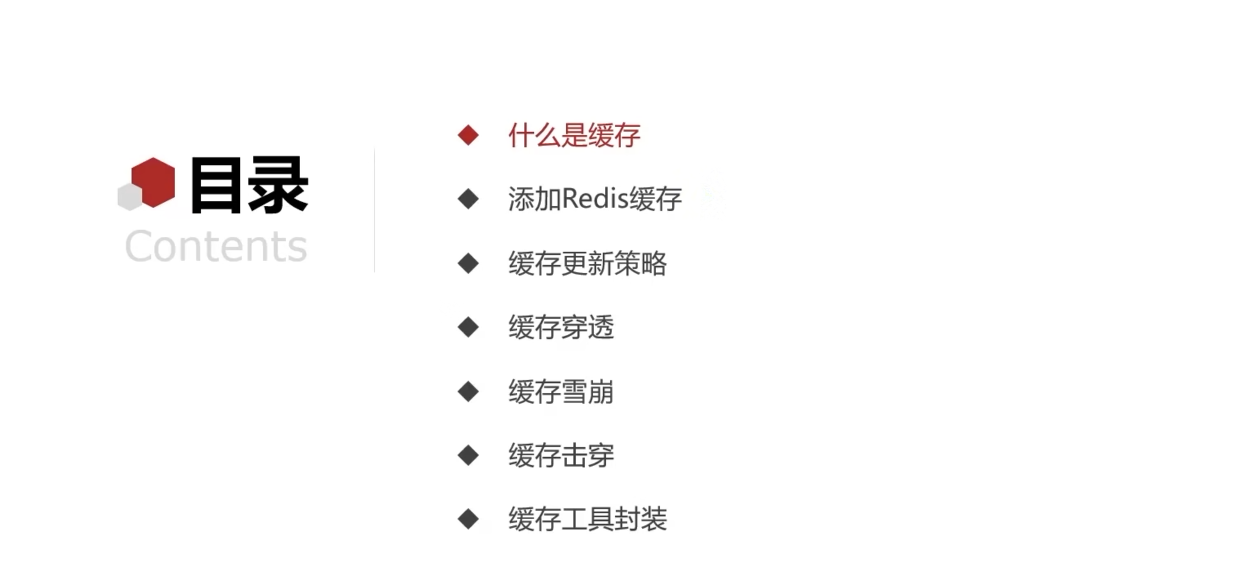 目录
Contents
什么是缓存
添加Redis缓存
缓存更新策略
缓存穿透
缓存雪崩
缓存击穿
缓存工具封装